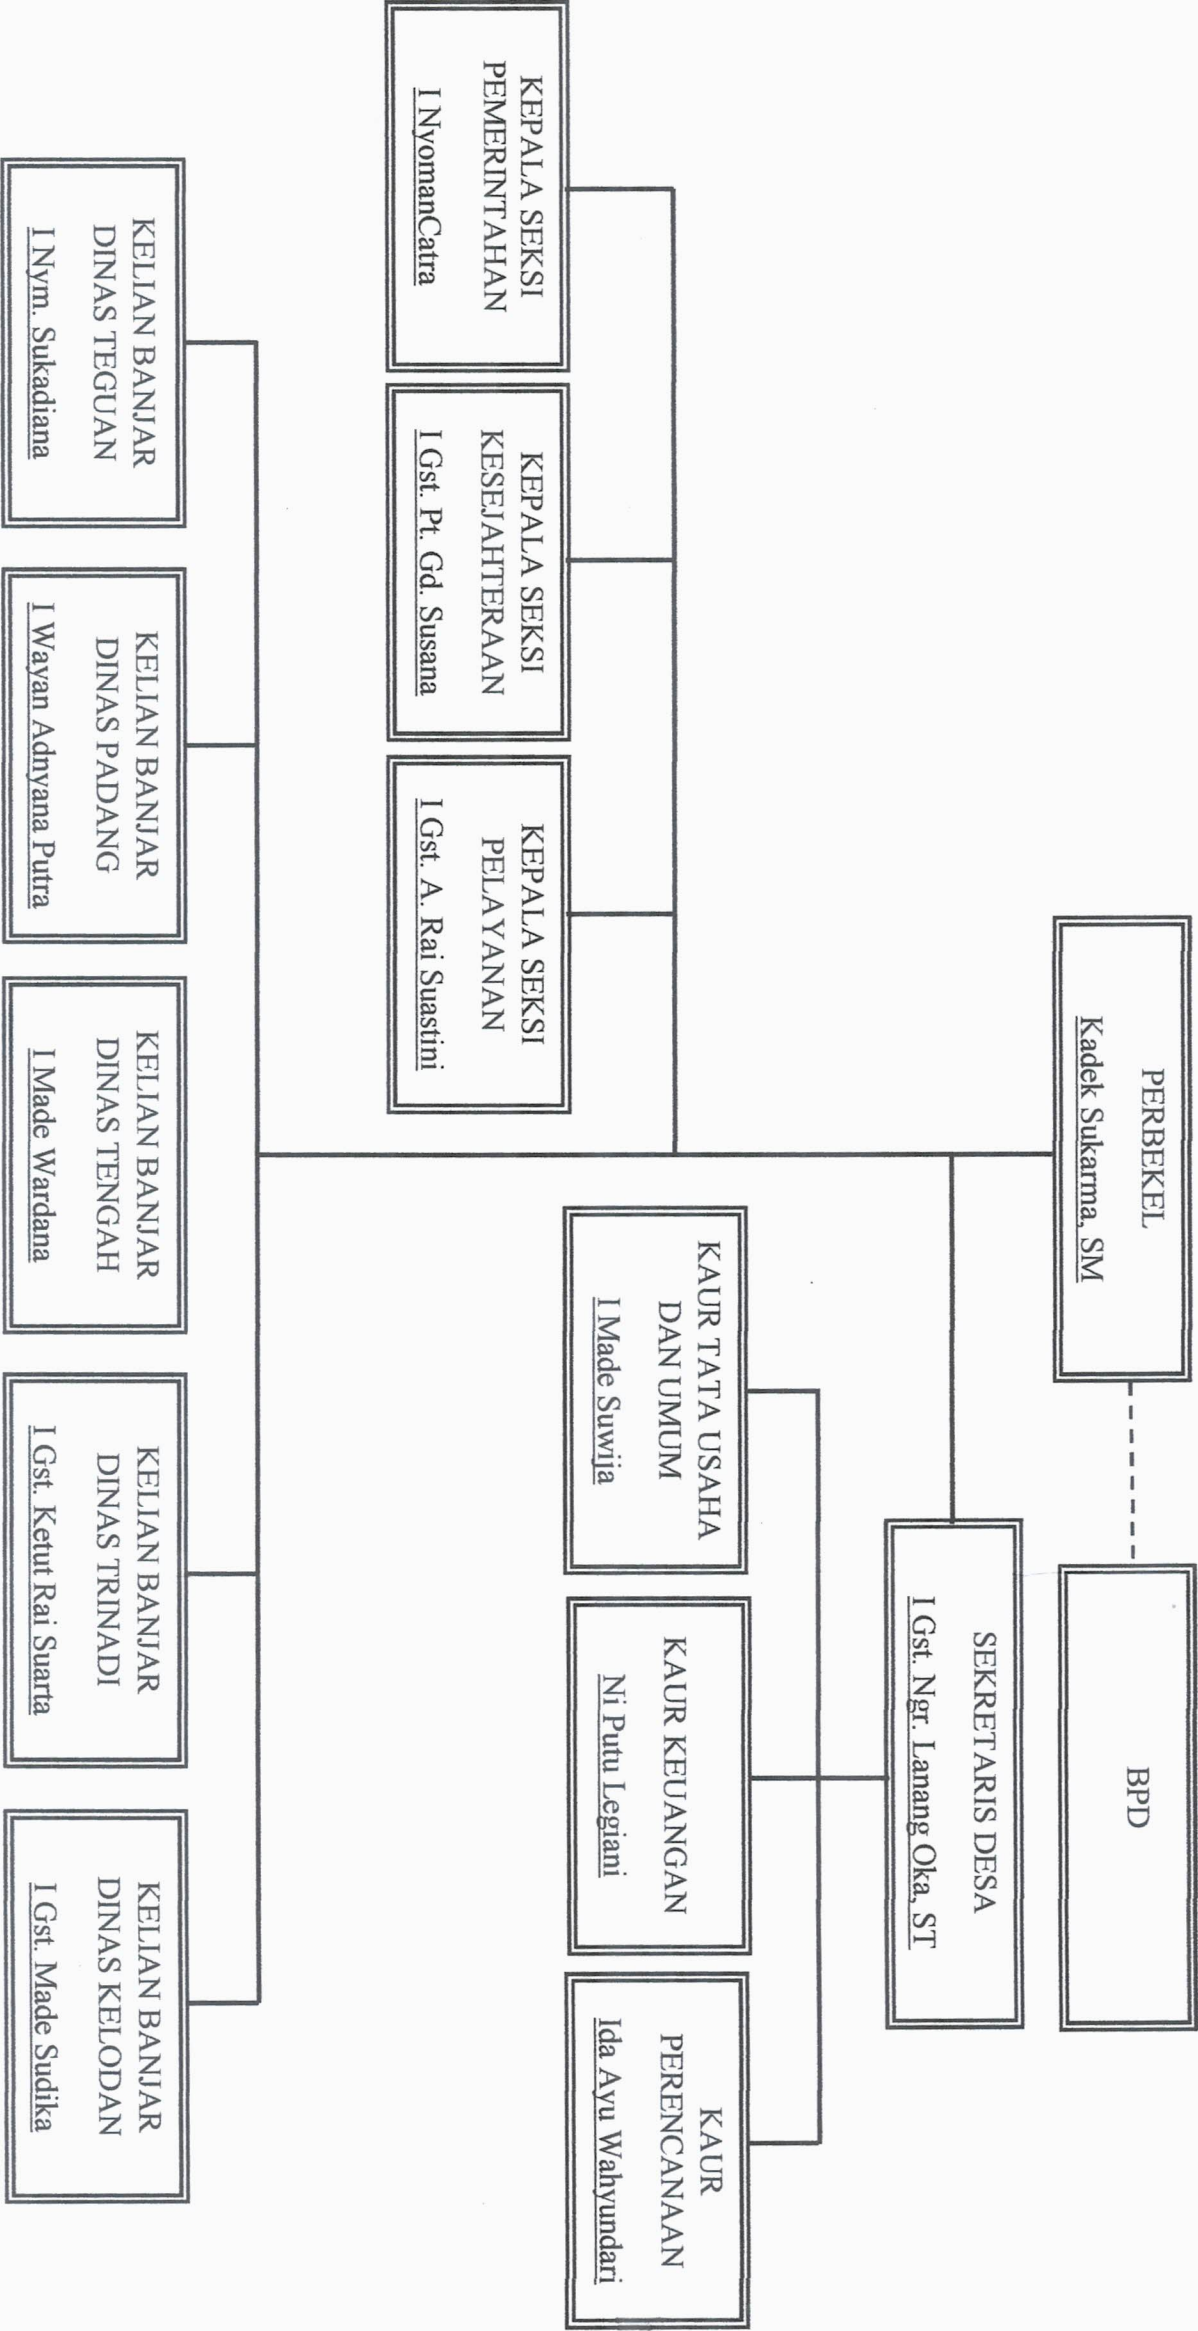 PERBEKEL
Kadek Sukarma, SM
BPD
SEKRETARIS DESA
I Gst. Ngr. Lanang Oka, ST
KAUR TATA USAHA
DAN UMUM
I Made Suwija
KAUR KEUANGAN
Ni Putu Legiani
KAUR
PERENCANAAN
Ida Ayu Wahyundari
KEPALA SEKSI
PEMERINTAHAN
I NyomanCatra
KEPALA SEKSI
KESEJAHTERAAN
I Gst. Pt. Gd. Susana
KEPALA SEKSI
PELAYANAN
I Gst. A. Rai Suastini
KELIAN BANJAR
DINAS TEGUAN
I Nym. Sukadiana
KELIAN BANJAR
DINAS PADANG
I Wayan Adnyana Putra
KELIAN BANJAR
DINAS TENGAH
I Made Wardana
KELIAN BANJAR
DINAS TRINADI
I Gst. Ketut Rai Suarta
KELIAN BANJAR
DINAS KELODAN
I Gst. Made Sudika